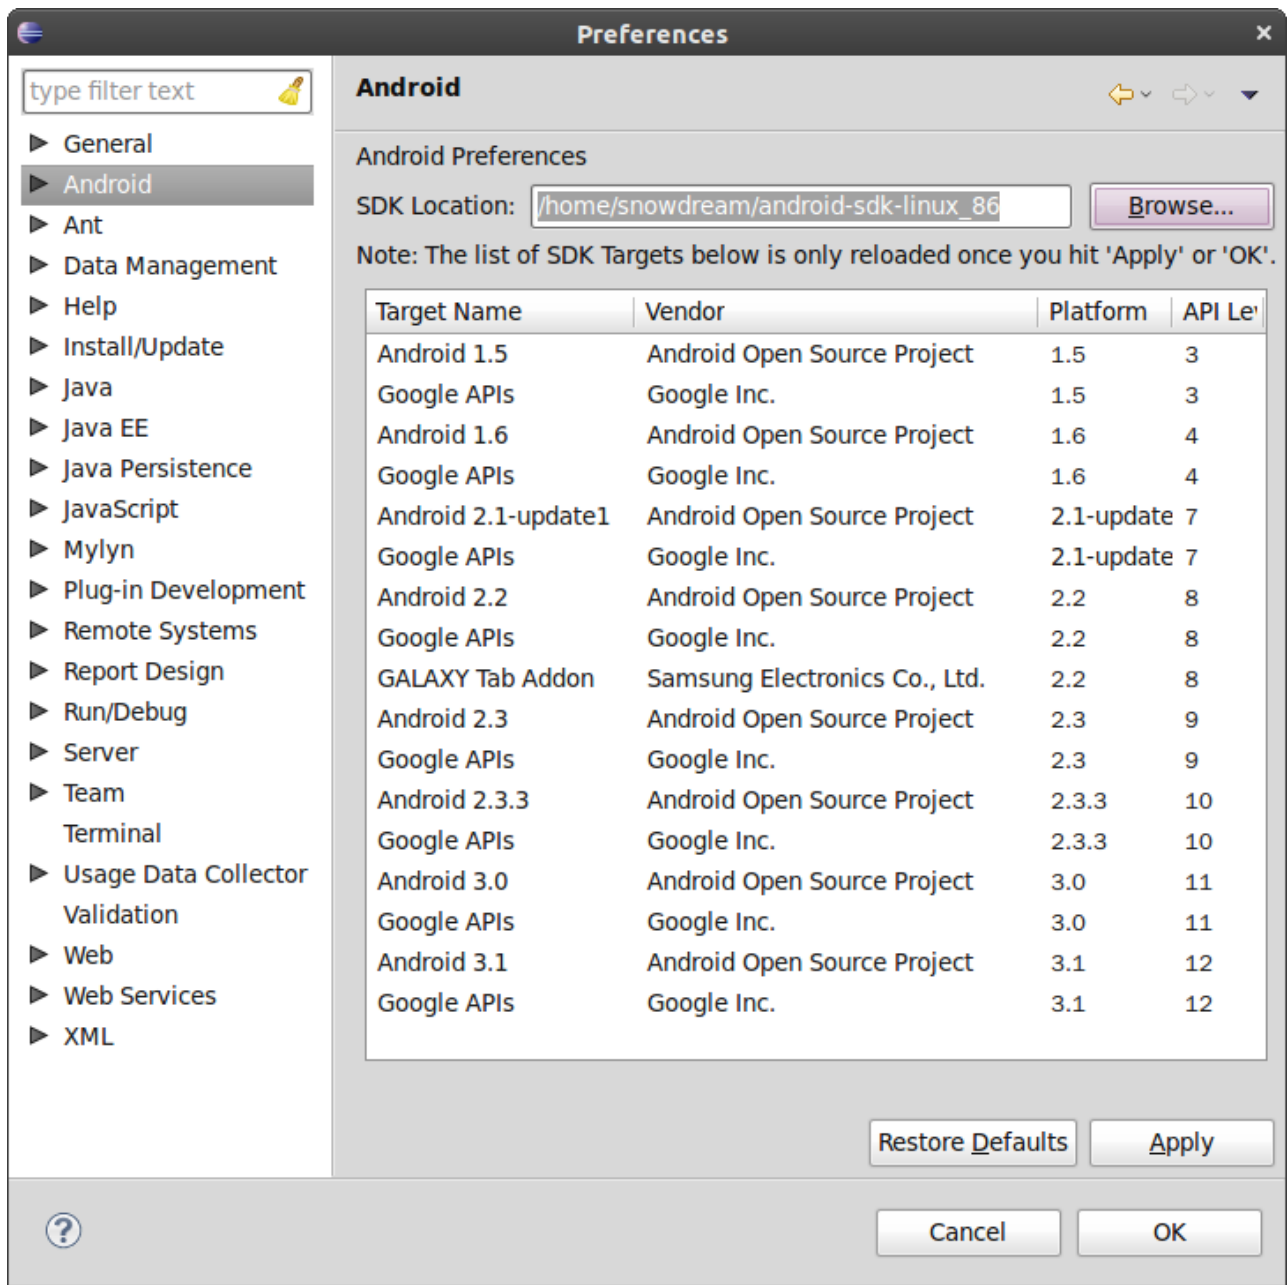 Preferences
type filter text
General
Android
Ant
Data Management
Help
Install/Update
Java
Java EE
Java Persistence
JavaScript
Mylyn
Plug-in Development
Remote Systems
Report Design
Run/Debug
Server
Team
Terminal
Usage Data Collector
Validation
Web
Web Services
XML
Android
Android Preferences
SDK Location: /home/snowdream/android-sdk-linux_86 Browse...
Note: The list of SDK Targets below is only reloaded once you hit 'Apply' or 'OK'.
Target Name Vendor Platform API Lev
Android 1.5 Android Open Source Project 1.5 3
Google APIs Google Inc. 1.5 3
Android 1.6 Android Open Source Project 1.6 4
Google APIs Google Inc. 1.6 4
Android 2.1-update1 Android Open Source Project 2.1-update 7
Google APIs Google Inc. 2.1-update 7
Android 2.2 Android Open Source Project 2.2 8
Google APIs Google Inc. 2.2 8
GALAXY Tab Addon Samsung Electronics Co., Ltd. 2.2 8
Android 2.3 Android Open Source Project 2.3 9
Google APIs Google Inc. 2.3 9
Android 2.3.3 Android Open Source Project 2.3.3 10
Google APIs Google Inc. 2.3.3 10
Android 3.0 Android Open Source Project 3.0 11
Google APIs Google Inc. 3.0 11
Android 3.1 Android Open Source Project 3.1 12
Google APIs Google Inc. 3.1 12
Restore Defaults Apply
? Cancel OK